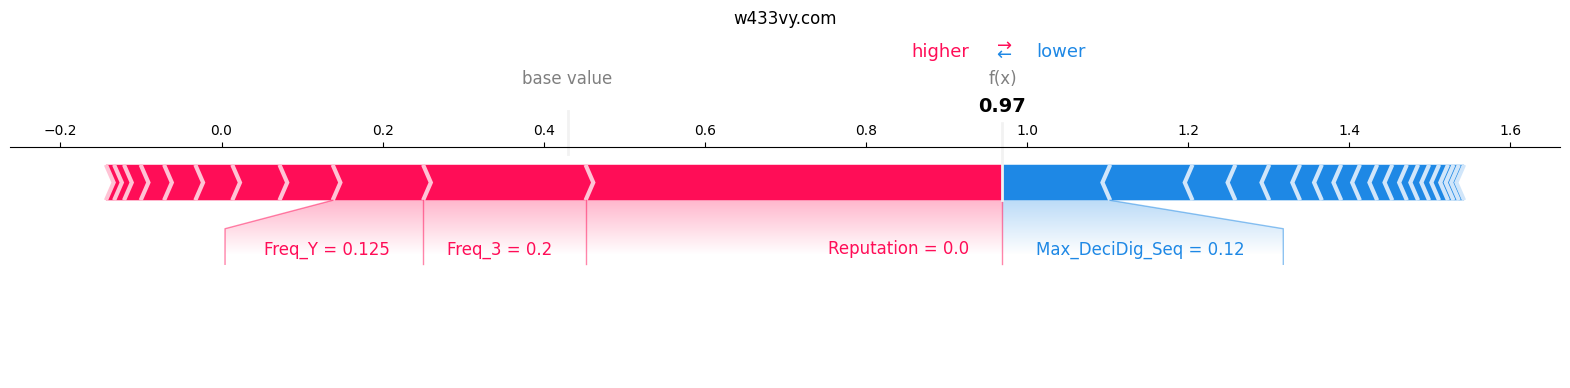 w433vy.com
higher ⇄ lower
base value f(x)
0.97
−0.2 0.0 0.2 0.4 0.6 0.8 1.0 1.2 1.4 1.6
Freq_Y = 0.125 Freq_3 = 0.2 Reputation = 0.0 Max_DeciDig_Seq = 0.12